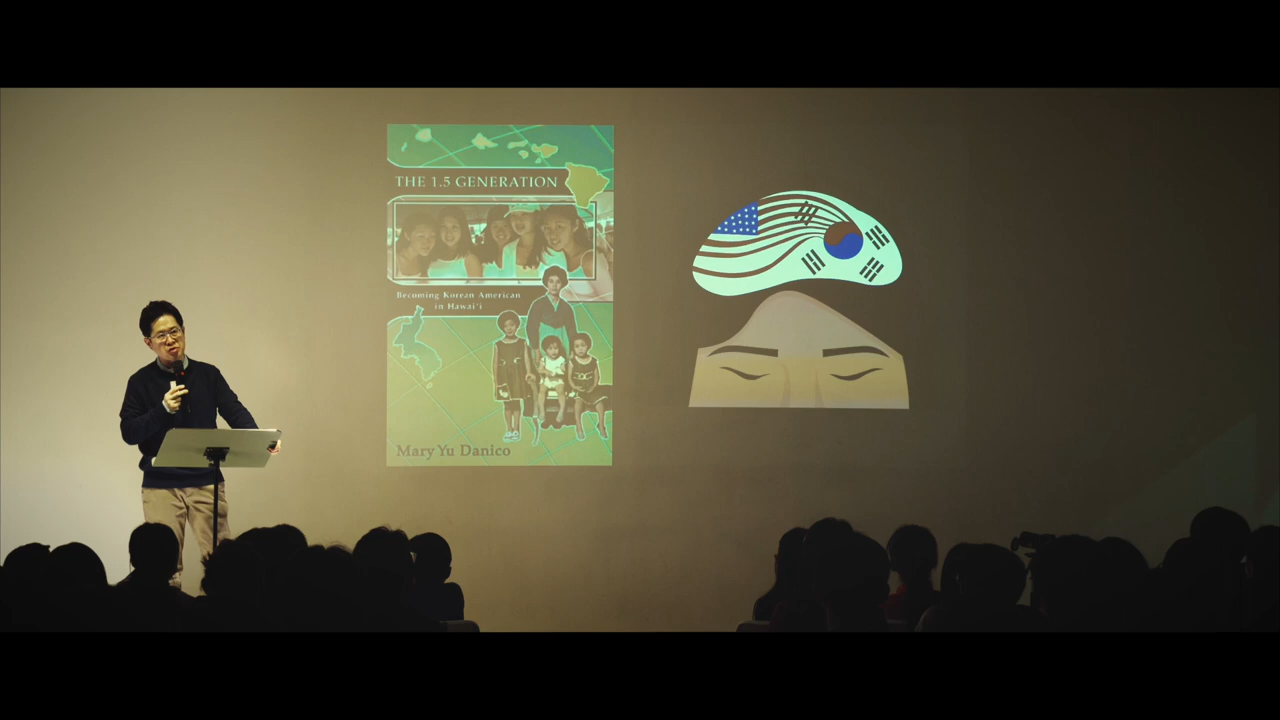 THE 1.5 GENERATION
Becoming Korean American
in Hawai'i
Mary Yu Danico